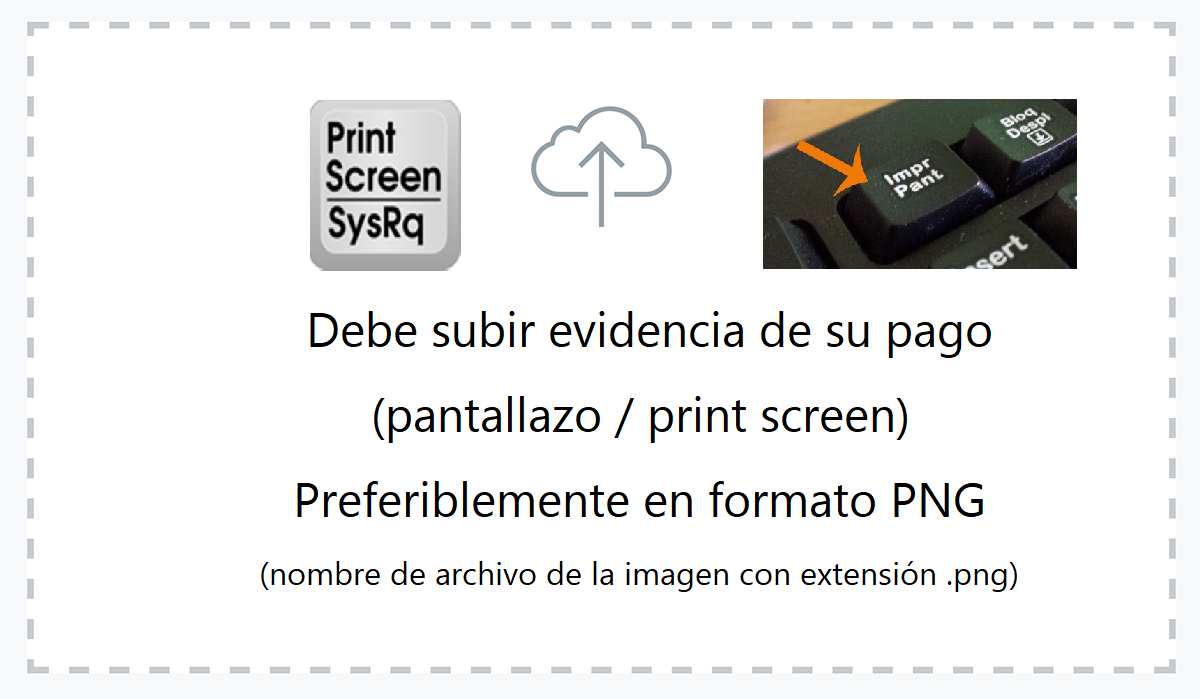 Print
Screen
SysRq
Bloq
Despl
Impr
Pant
Debe subir evidencia de su pago
(pantallazo / print screen)
Preferiblemente en formato PNG
(nombre de archivo de la imagen con extensión .png)